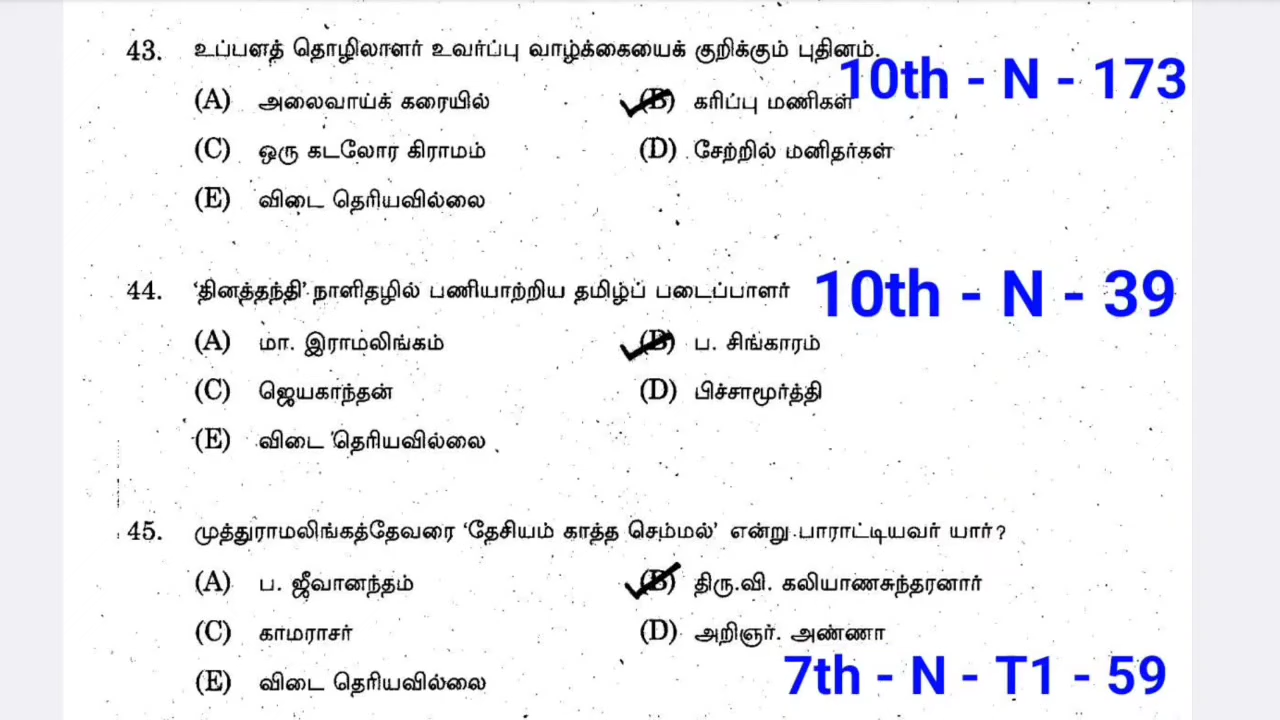 43. உப்பளத் தொழிலாளர் உவர்ப்பு வாழ்க்கையைக் குறிக்கும் புதினம்.
10th - N - 173
(A) அலைவாய்க் கரையில் (B) கரிப்பு மணிகள்
(C) ஒரு கடலோர கிராமம் (D) சேற்றில் மனிதர்கள்
(E) விடை தெரியவில்லை
44. ‘தினத்தந்தி’ நாளிதழில் பணியாற்றிய தமிழ்ப் படைப்பாளர் 10th - N - 39
(A) மா. இராமலிங்கம் (B) ப. சிங்காரம்
(C) ஜெயகாந்தன் (D) பிச்சாமூர்த்தி
(E) விடை தெரியவில்லை
45. முத்துராமலிங்கத்தேவரை ‘தேசியம் காத்த செம்மல்’ என்று பாராட்டியவர் யார்?
(A) ப. ஜீவானந்தம் (B) திரு.வி. கலியாணசுந்தரனார்
(C) காமராசர் (D) அறிஞர். அண்ணா
(E) விடை தெரியவில்லை 7th - N - T1 - 59